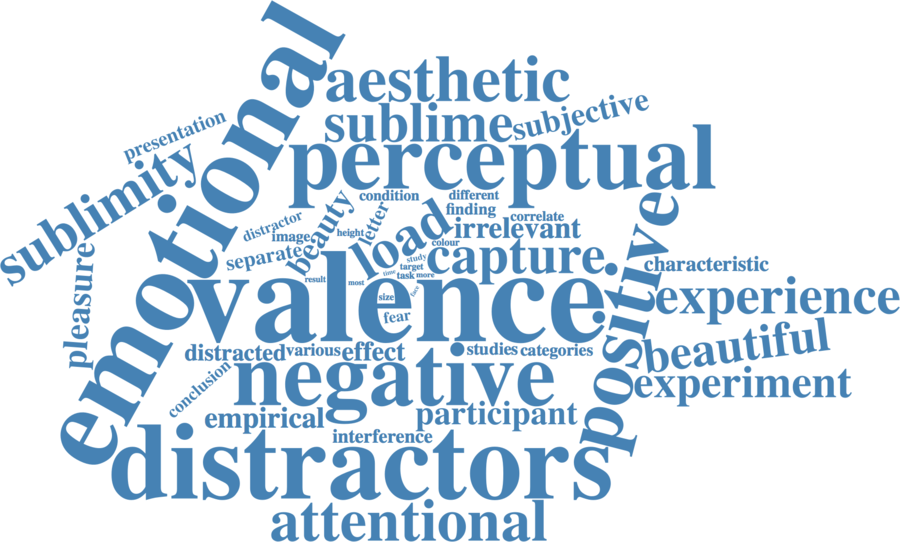 emotional
aesthetic
sublime
subjective
presentation
perceptual
sublimity
condition
different
finding
correlate
letter
beauty
height
distractor
image
separate
load
irrelevant
colour
capture
study
target
task
more
time
most
result
size
face
fear
valence
positive
pleasure
characteristic
experience
beautiful
experiment
distracted
various
effect
studies
categories
negative
conclusion
empirical
participant
interference
distractors
attentional